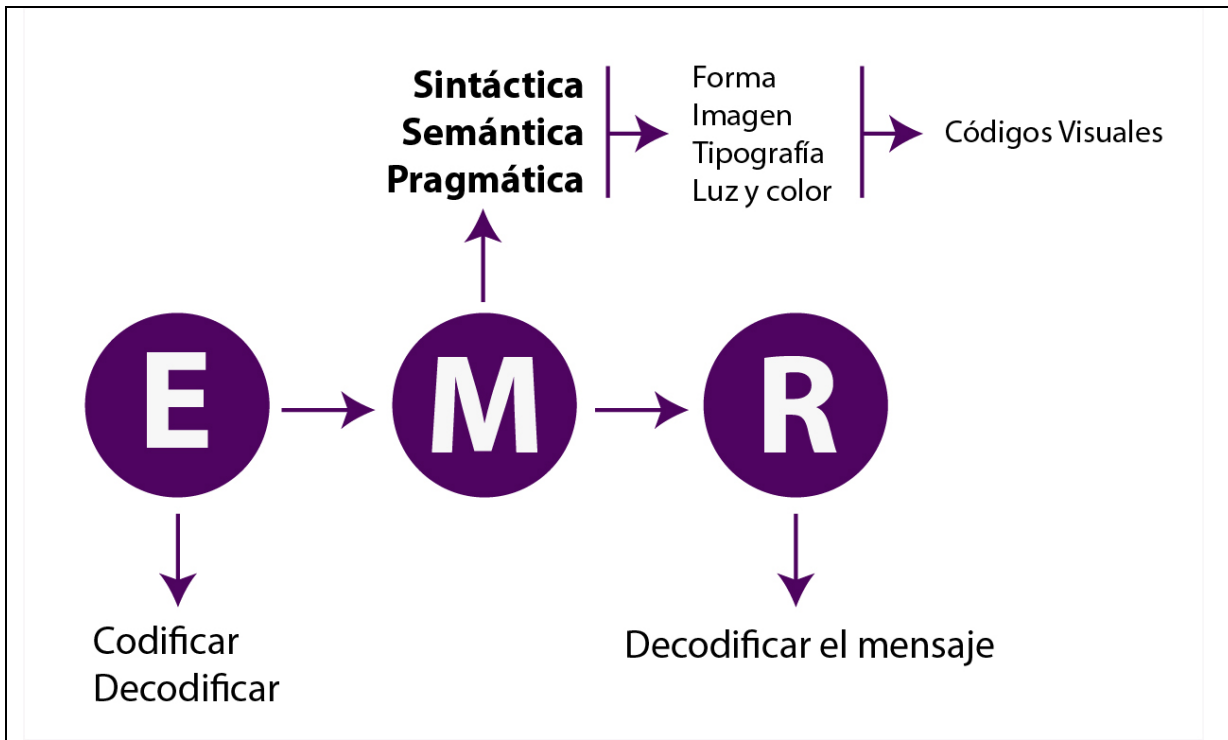 Sintáctica
Semántica
Pragmática
Forma
Imagen
Tipografía
Luz y color
Códigos Visuales
E
M
R
Codificar
Decodificar
Decodificar el mensaje